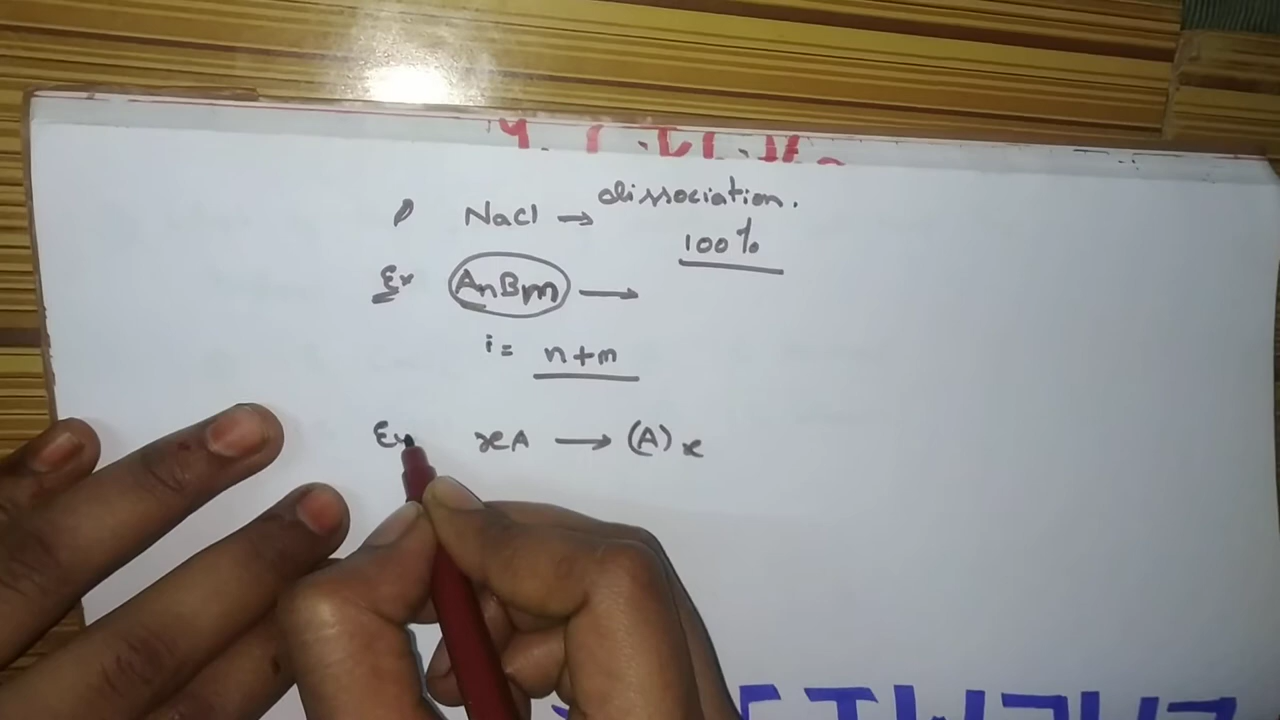 NaCl → dissociation.
100%
Ex AnBm →
i = n+m
Ex xA → (A)x